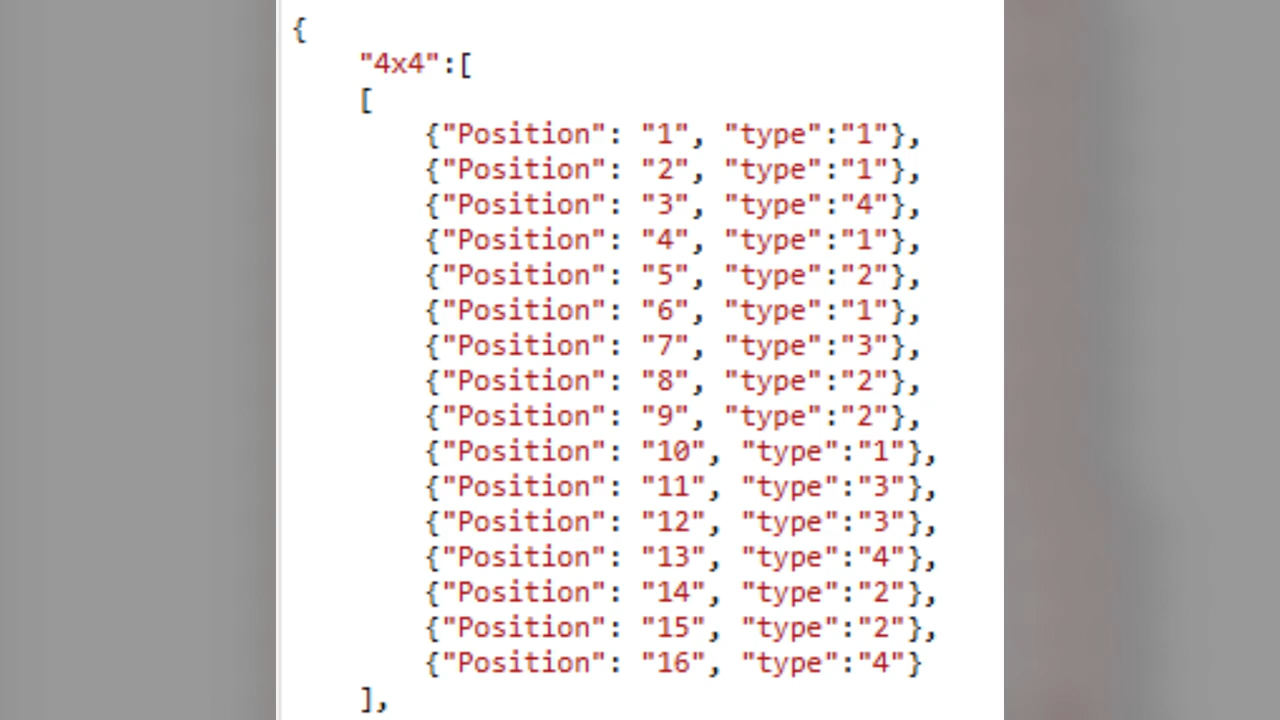 {
"4x4":[
[
{"Position": "1", "type":"1"},
{"Position": "2", "type":"1"},
{"Position": "3", "type":"4"},
{"Position": "4", "type":"1"},
{"Position": "5", "type":"2"},
{"Position": "6", "type":"1"},
{"Position": "7", "type":"3"},
{"Position": "8", "type":"2"},
{"Position": "9", "type":"2"},
{"Position": "10", "type":"1"},
{"Position": "11", "type":"3"},
{"Position": "12", "type":"3"},
{"Position": "13", "type":"4"},
{"Position": "14", "type":"2"},
{"Position": "15", "type":"2"},
{"Position": "16", "type":"4"}
],